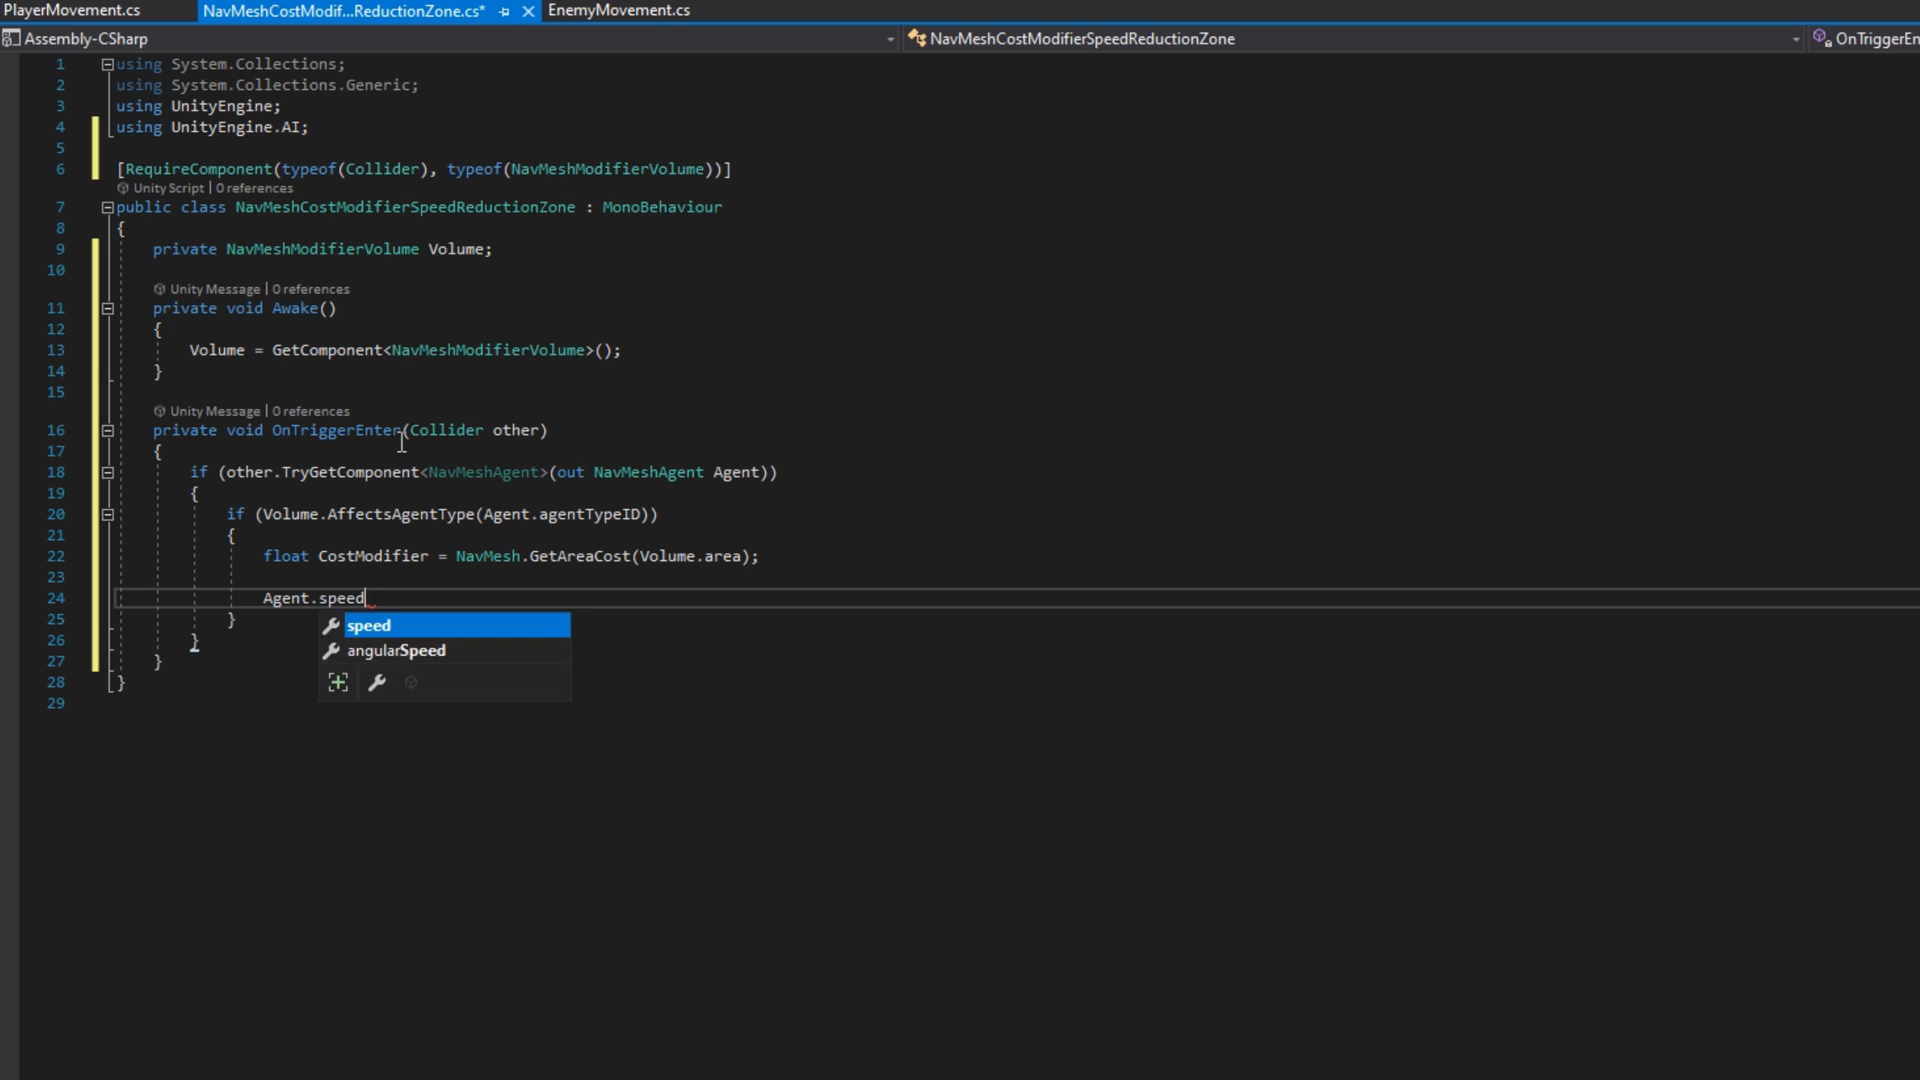 PlayerMovement.cs NavMeshCostModif...ReductionZone.cs* EnemyMovement.cs
Assembly-CSharp NavMeshCostModifierSpeedReductionZone OnTriggerEn
1 using System.Collections;
2 using System.Collections.Generic;
3 using UnityEngine;
4 using UnityEngine.AI;
5
6 [RequireComponent(typeof(Collider), typeof(NavMeshModifierVolume))]
Unity Script | 0 references
7 public class NavMeshCostModifierSpeedReductionZone : MonoBehaviour
8 {
9 private NavMeshModifierVolume Volume;
10
Unity Message | 0 references
11 private void Awake()
12 {
13 Volume = GetComponent<NavMeshModifierVolume>();
14 }
15
Unity Message | 0 references
16 private void OnTriggerEnter(Collider other)
17 {
18 if (other.TryGetComponent<NavMeshAgent>(out NavMeshAgent Agent))
19 {
20 if (Volume.AffectsAgentType(Agent.agentTypeID))
21 {
22 float CostModifier = NavMesh.GetAreaCost(Volume.area);
23
24 Agent.speed
25 }
speed
26 }
angularSpeed
27 }
28 }
29